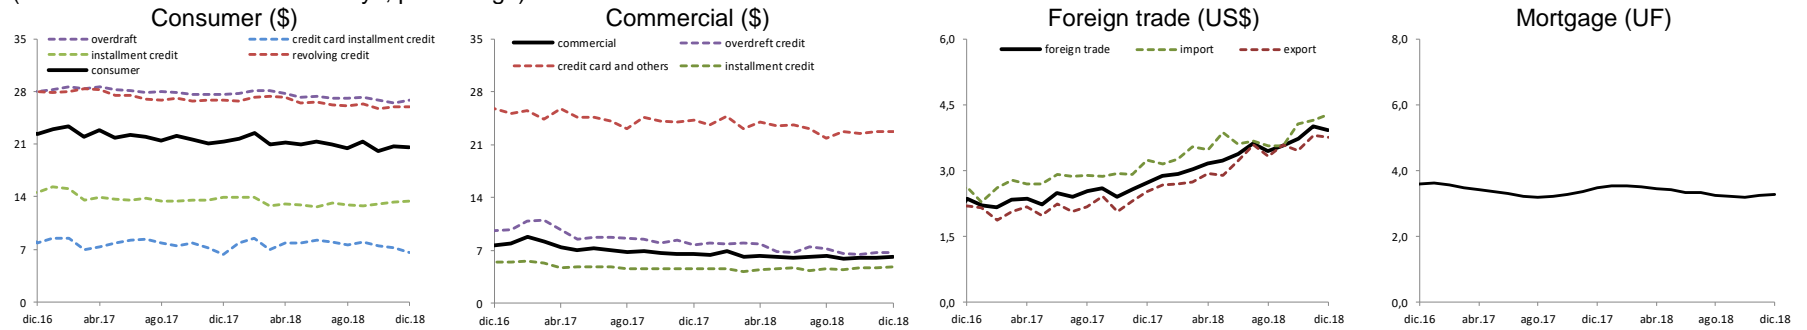 Consumer ($)
overdraft
credit card installment credit
installment credit
revolving credit
consumer
35
28
21
14
7
0
dic.16
abr.17
ago.17
dic.17
abr.18
ago.18
dic.18
Commercial ($)
commercial
overdreft credit
credit card and others
installment credit
35
28
21
14
7
0
dic.16
abr.17
ago.17
dic.17
abr.18
ago.18
dic.18
Foreign trade (US$)
foreign trade
import
export
6,0
4,5
3,0
1,5
0,0
dic.16
abr.17
ago.17
dic.17
abr.18
ago.18
dic.18
Mortgage (UF)
8,0
6,0
4,0
2,0
0,0
dic.16
abr.17
ago.17
dic.17
abr.18
ago.18
dic.18